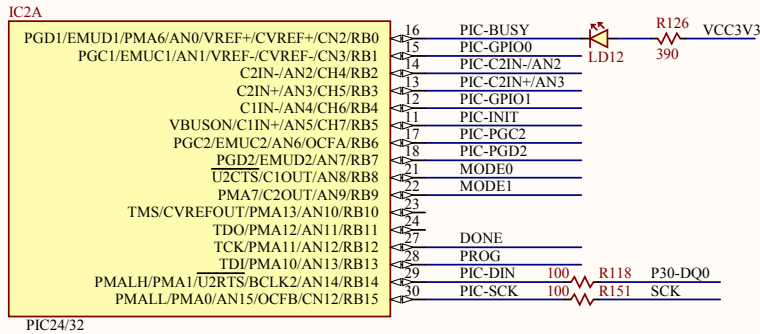 IC2A
PGD1/EMUD1/PMA6/AN0/VREF+/CVREF+/CN2/RB0 16 PIC-BUSY LD12 R126 390 VCC3V3
PGC1/EMUC1/AN1/VREF-/CVREF-/CN3/RB1 15 PIC-GPIO0
C2IN-/AN2/CH4/RB2 14 PIC-C2IN-/AN2
C2IN+/AN3/CH5/RB3 13 PIC-C2IN+/AN3
C1IN-/AN4/CH6/RB4 12 PIC-GPIO1
VBUSON/C1IN+/AN5/CH7/RB5 11 PIC-INIT
PGC2/EMUC2/AN6/OCFA/RB6 17 PIC-PGC2
PGD2/EMUD2/AN7/RB7 18 PIC-PGD2
U2CTS/C1OUT/AN8/RB8 21 MODE0
PMA7/C2OUT/AN9/RB9 22 MODE1
TMS/CVREFOUT/PMA13/AN10/RB10 23
TDO/PMA12/AN11/RB11 24
TCK/PMA11/AN12/RB12 27 DONE
TDI/PMA10/AN13/RB13 28 PROG
PMALH/PMA1/U2RTS/BCLK2/AN14/RB14 29 PIC-DIN 100 R118 P30-DQ0
PMALL/PMA0/AN15/OCFB/CN12/RB15 30 PIC-SCK 100 R151 SCK
PIC24/32